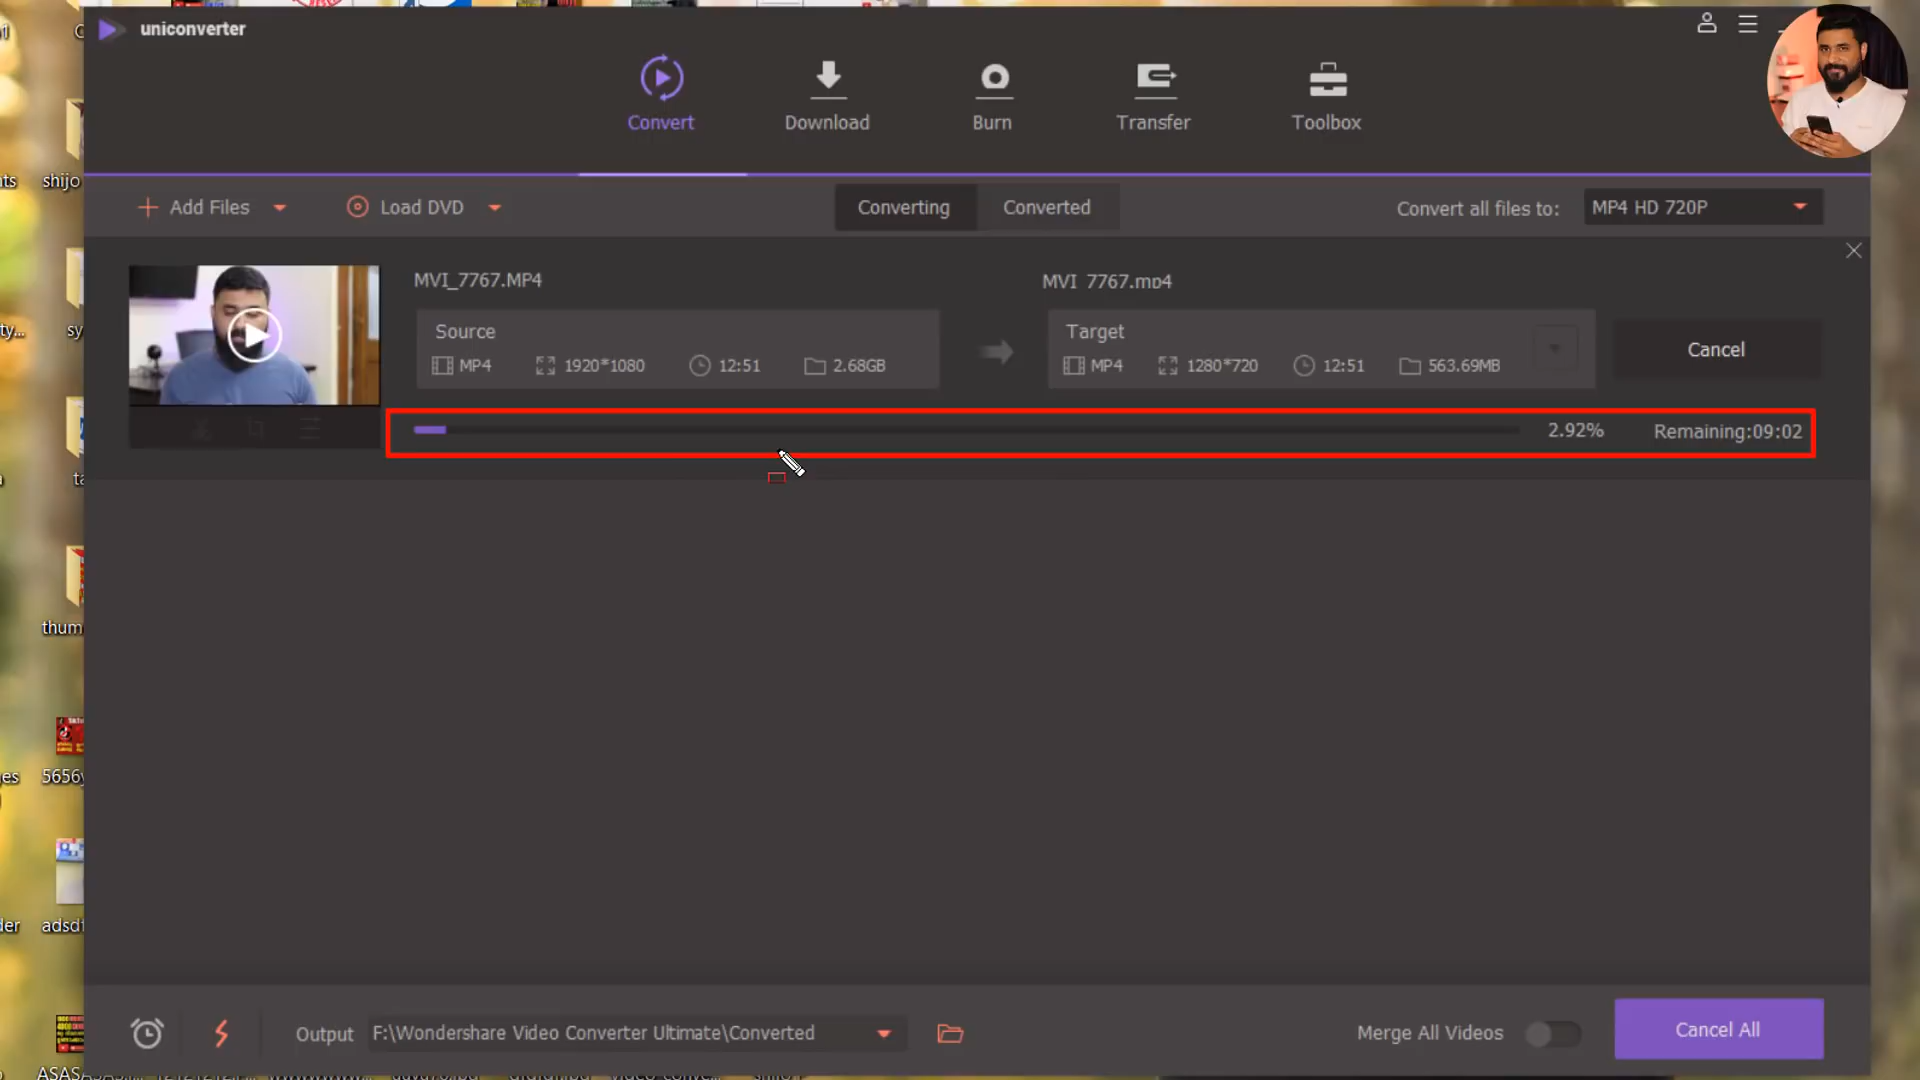 uniconverter
Convert
Download
Burn
Transfer
Toolbox
Add Files
Load DVD
Converting
Converted
Convert all files to:
MP4 HD 720P
MVI_7767.MP4
MVI 7767.mp4
Source
MP4
1920*1080
12:51
2.68GB
Target
MP4
1280*720
12:51
563.69MB
Cancel
2.92%
Remaining:09:02
shijo
sy
thum
5656
adsdf
Output
F:\Wondershare Video Converter Ultimate\Converted
Merge All Videos
Cancel All